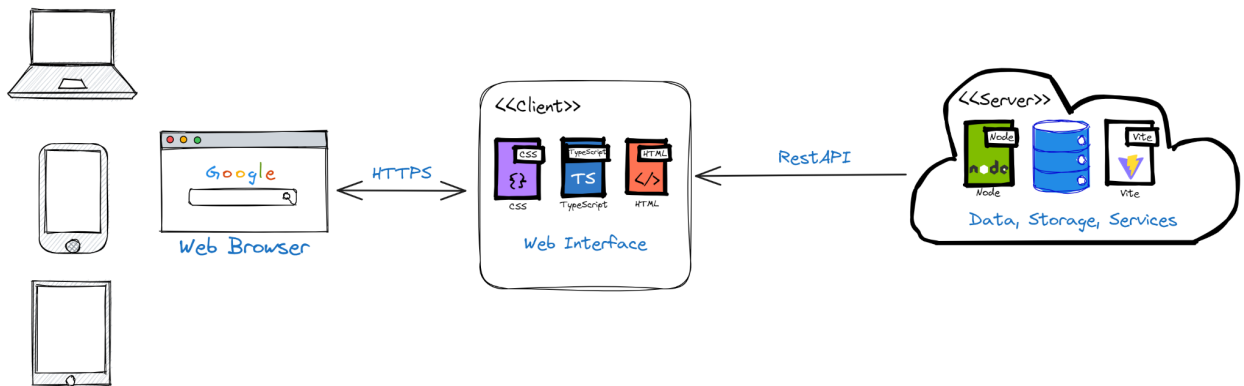 Google
Web Browser
HTTPS
<<Client>>
CSS
{}
CSS
TypeScript
TS
TypeScript
HTML
</>
HTML
Web Interface
RestAPI
<<Server>>
Node
node
Node
Vite
Vite
Data, Storage, Services